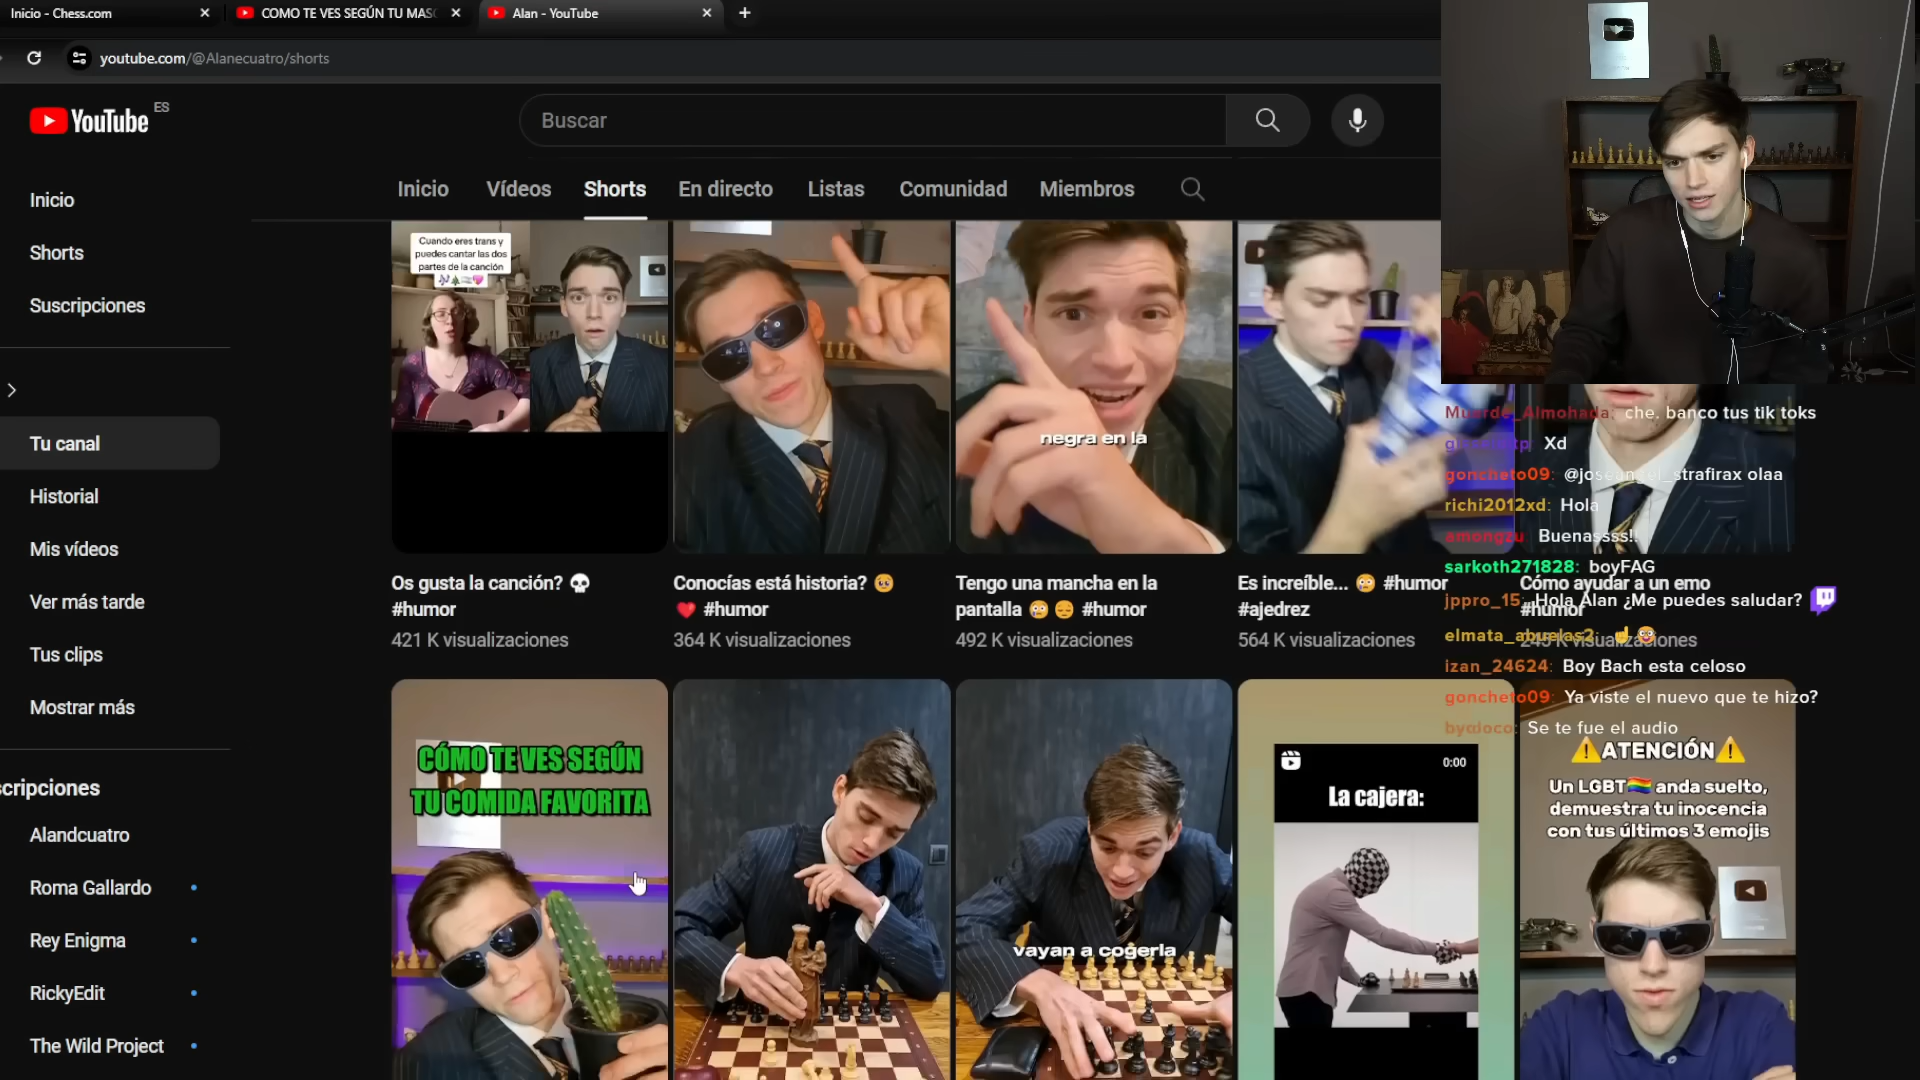 Inicio - Chess.com
COMO TE VES SEGÚN TU MAS
Alan - YouTube
youtube.com/@Alanecuatro/shorts
YouTube ES
Buscar
Inicio
Shorts
Suscripciones
Tu canal
Historial
Mis vídeos
Ver más tarde
Tus clips
Mostrar más
scripciones
Alandcuatro
Roma Gallardo
Rey Enigma
RickyEdit
The Wild Project
Inicio Vídeos Shorts En directo Listas Comunidad Miembros
Cuando eres trans y
puedes cantar las dos
partes de la canción
negra en la
Os gusta la canción? 💀
#humor
421 K visualizaciones
Conocías está historia? 🥺
❤️ #humor
364 K visualizaciones
Tengo una mancha en la
pantalla 😳 😔 #humor
492 K visualizaciones
Es increíble... 😳 #humor
#ajedrez
564 K visualizaciones
Cómo ayudar a un emo
#humor
245 K visualizaciones
CÓMO TE VES SEGÚN
TU COMIDA FAVORITA
vayan a cogerla
0:00
La cajera:
⚠️ATENCIÓN⚠️
Un LGBT🏳️‍🌈 anda suelto,
demuestra tu inocencia
con tus últimos 3 emojis
Muerde_Almohada: che. banco tus tik toks
Xd
goncheto09: @joseangel_strafirax olaa
richi2012xd: Hola
amongzu Buenassss!!
sarkoth271828: boyFAG
jppro_15: Hola Alan ¿Me puedes saludar?
elmata_abuelas2: ☝️🤡
izan_24624: Boy Bach esta celoso
goncheto09: Ya viste el nuevo que te hizo?
Se te fue el audio